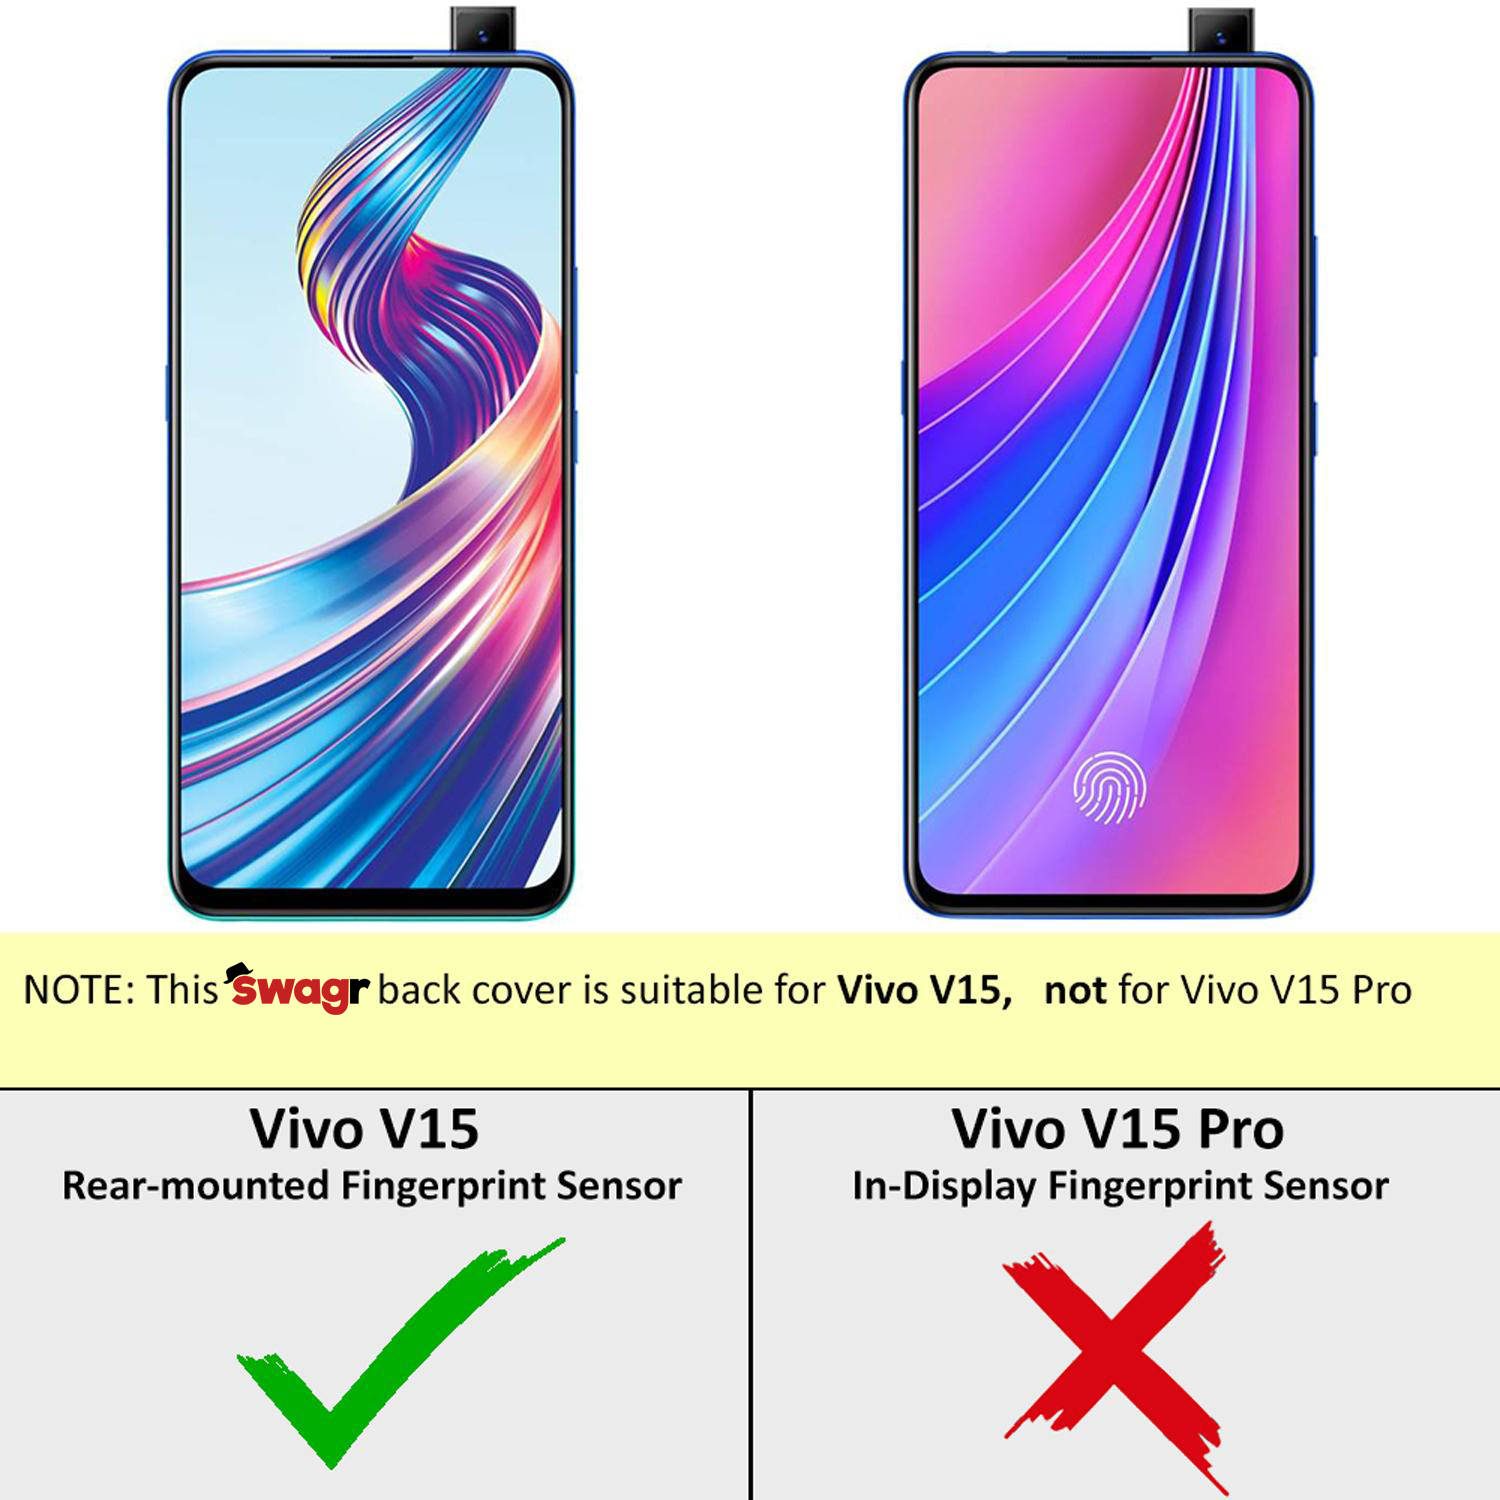 NOTE: This swagr back cover is suitable for Vivo V15, not for Vivo V15 Pro
Vivo V15
Rear-mounted Fingerprint Sensor
Vivo V15 Pro
In-Display Fingerprint Sensor